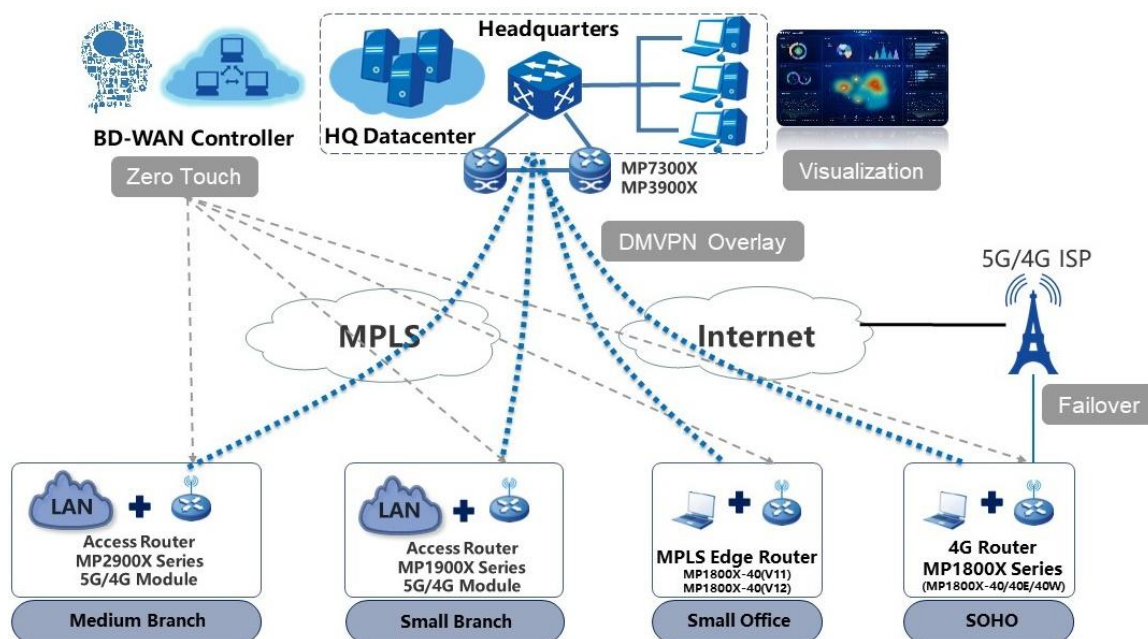 Headquarters
HQ Datacenter
BD-WAN Controller
Zero Touch
MP7300X
MP3900X
Visualization
DMVPN Overlay
5G/4G ISP
MPLS
Internet
Failover
LAN
Access Router
MP2900X Series
5G/4G Module
Medium Branch
LAN
Access Router
MP1900X Series
5G/4G Module
Small Branch
MPLS Edge Router
MP1800X-40(V11)
MP1800X-40(V12)
Small Office
4G Router
MP1800X Series
(MP1800X-40/40E/40W)
SOHO